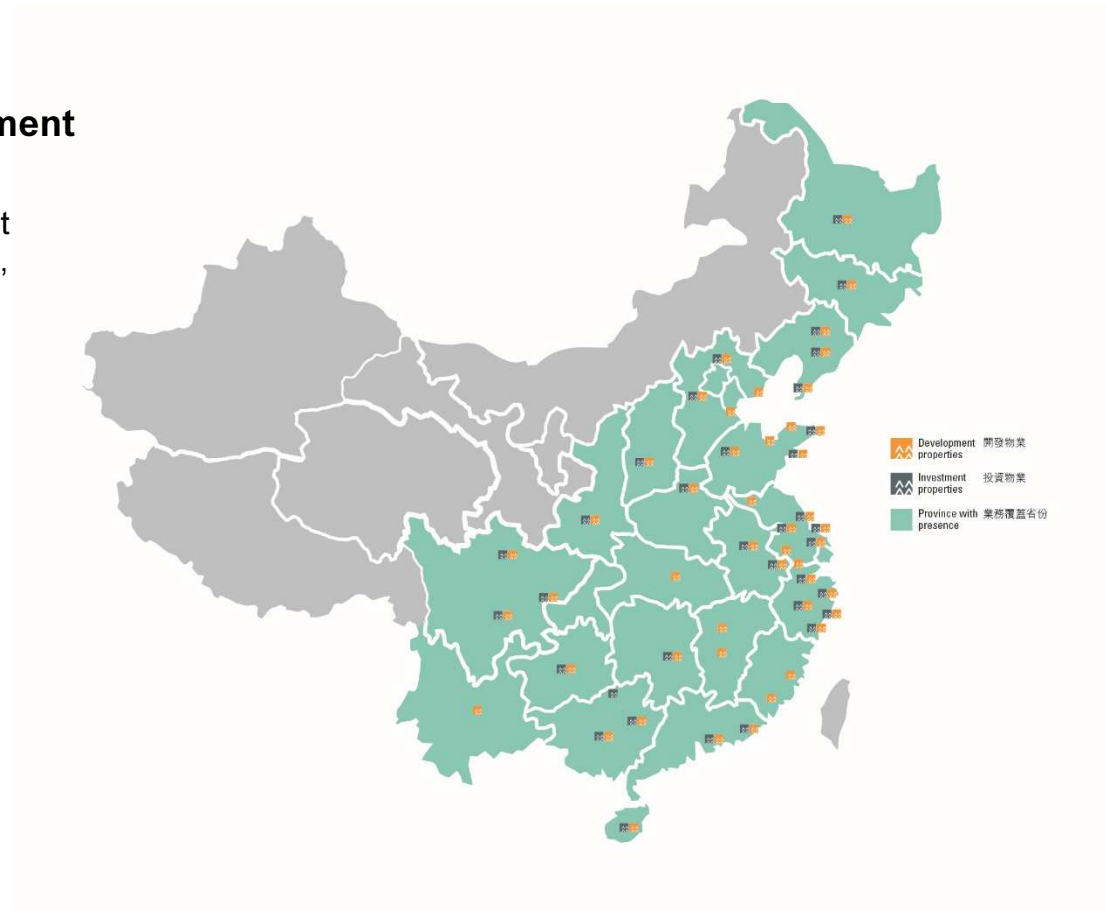 ment
t
,
Development 開發物業
properties
Investment 投資物業
properties
Province with 業務覆蓋省份
presence